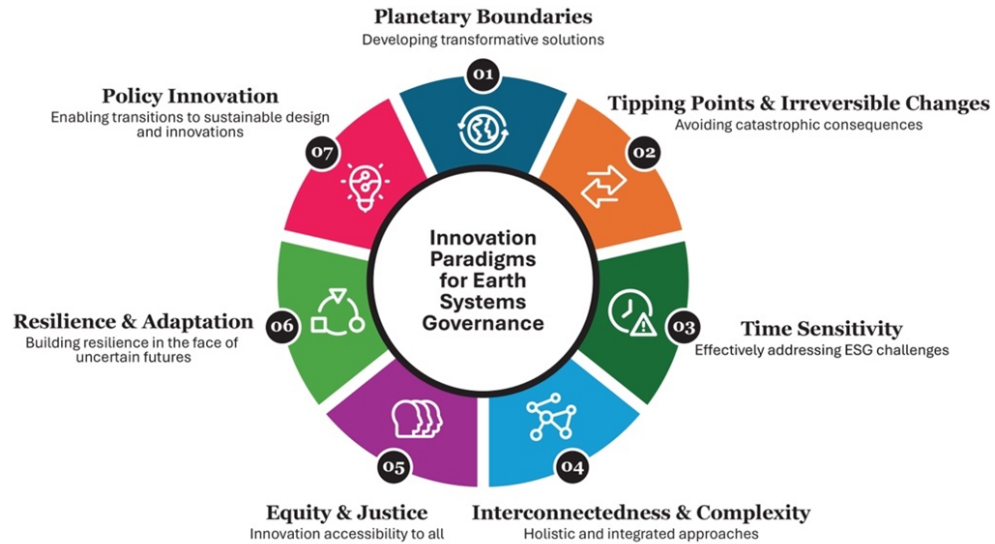 Planetary Boundaries
Developing transformative solutions
01
Tipping Points & Irreversible Changes
Avoiding catastrophic consequences
02
Time Sensitivity
Effectively addressing ESG challenges
03
Interconnectedness & Complexity
Holistic and integrated approaches
04
Equity & Justice
Innovation accessibility to all
05
Resilience & Adaptation
Building resilience in the face of
uncertain futures
06
Policy Innovation
Enabling transitions to sustainable design
and innovations
07
Innovation
Paradigms
for Earth
Systems
Governance